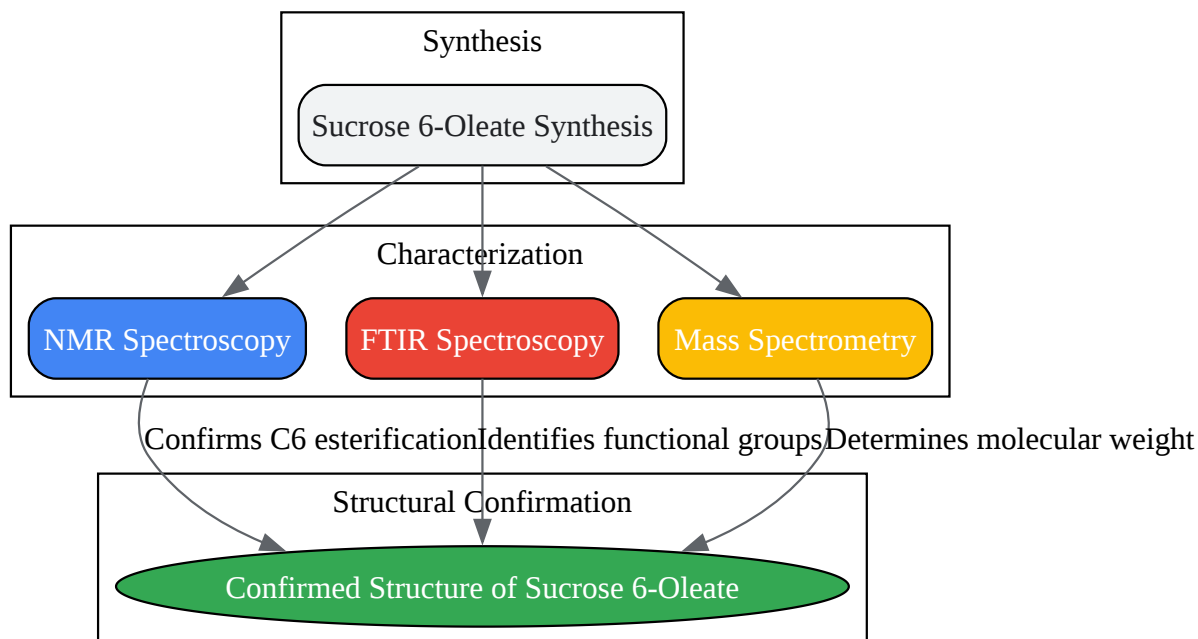 Synthesis
Sucrose 6-Oleate Synthesis
Characterization
NMR Spectroscopy
FTIR Spectroscopy
Mass Spectrometry
Confirms C6 esterification
Identifies functional groups
Determines molecular weight
Structural Confirmation
Confirmed Structure of Sucrose 6-Oleate